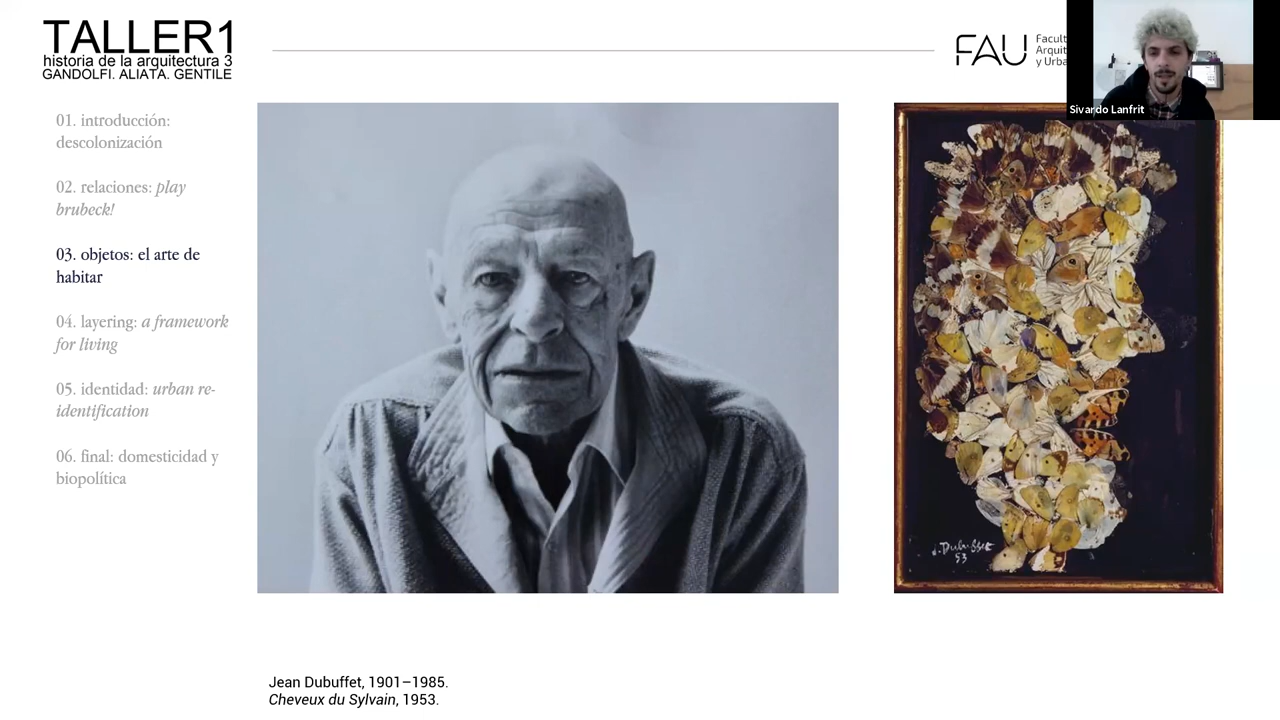 TALLER1
historia de la arquitectura 3
GANDOLFI. ALIATA. GENTILE
FAU
Sivardo Lanfrit
01. introducción:
descolonización
02. relaciones: play
brubeck!
03. objetos: el arte de
habitar
04. layering: a framework
for living
05. identidad: urban re-
identification
06. final: domesticidad y
biopolítica
J. Dubuffet
53
Jean Dubuffet, 1901–1985.
Cheveux du Sylvain, 1953.